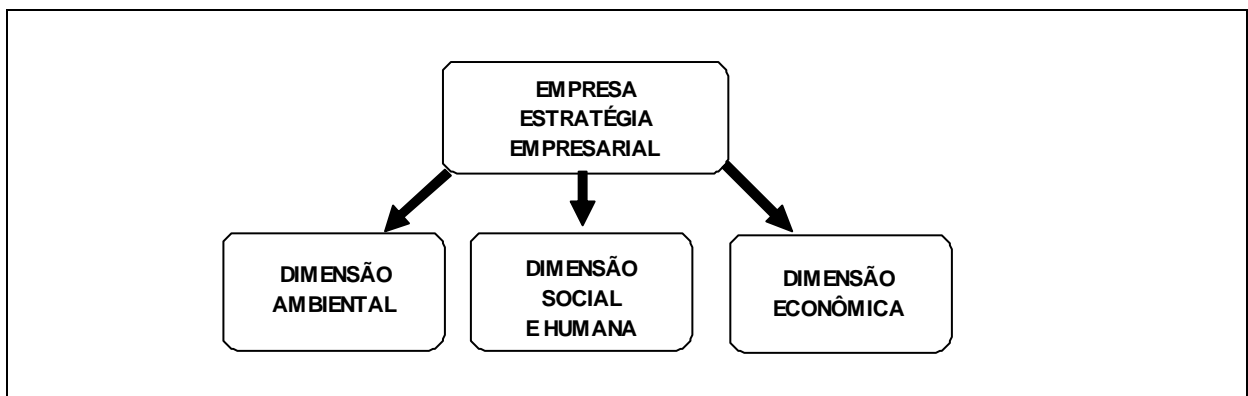 EMPRESA
ESTRATÉGIA
EMPRESARIAL
DIMENSÃO
AMBIENTAL
DIMENSÃO
SOCIAL
E HUMANA
DIMENSÃO
ECONÔMICA